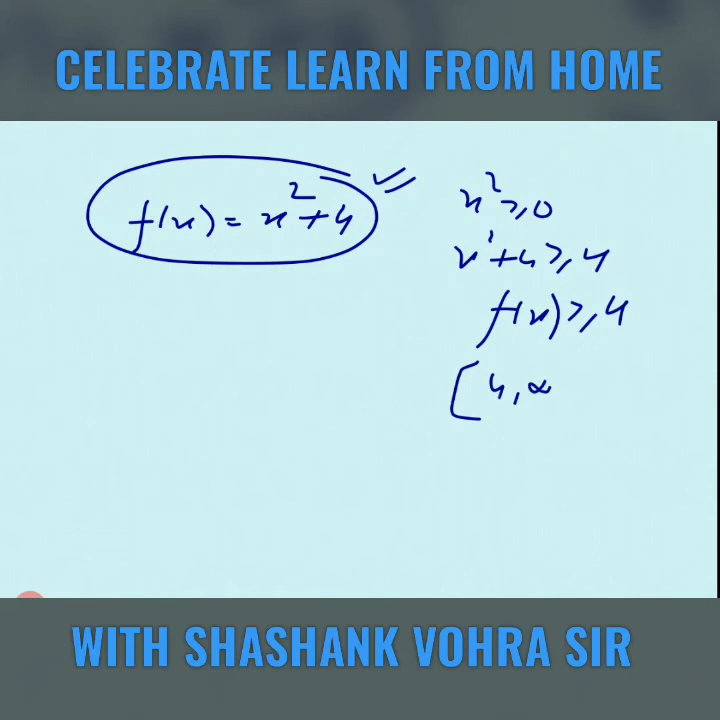 CELEBRATE LEARN FROM HOME
f(x) = x² + 4
x² ≥ 0
x² + 4 ≥ 4
f(x) ≥ 4
[4, ∞
WITH SHASHANK VOHRA SIR